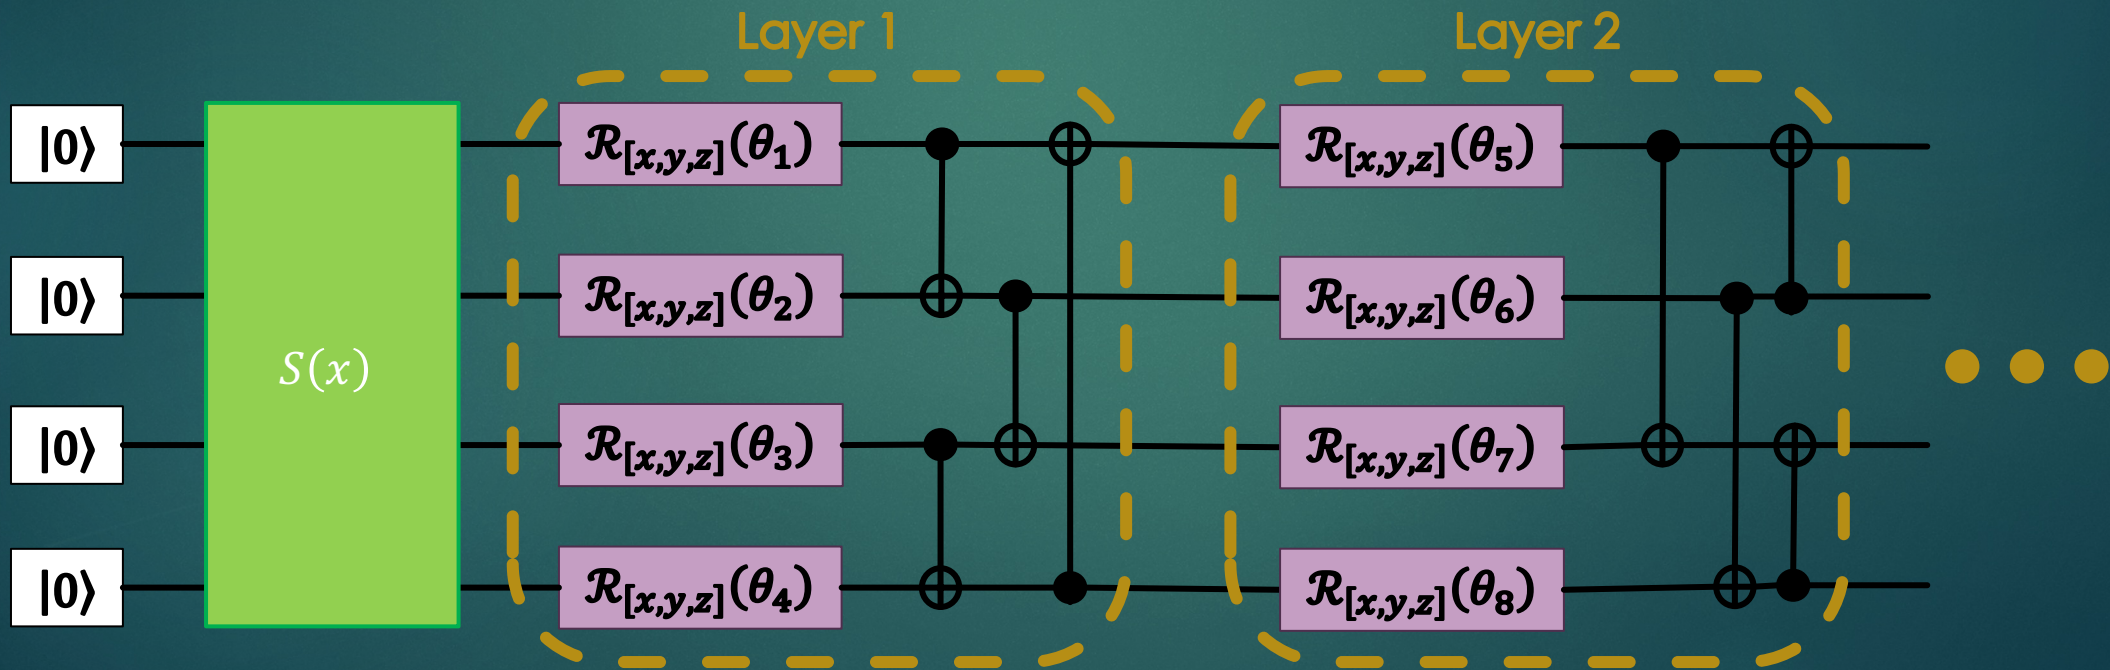 Layer 1
Layer 2
|0⟩
ℛ[x,y,z](θ1)
ℛ[x,y,z](θ5)
|0⟩
ℛ[x,y,z](θ2)
ℛ[x,y,z](θ6)
S(x)
|0⟩
ℛ[x,y,z](θ3)
ℛ[x,y,z](θ7)
|0⟩
ℛ[x,y,z](θ4)
ℛ[x,y,z](θ8)